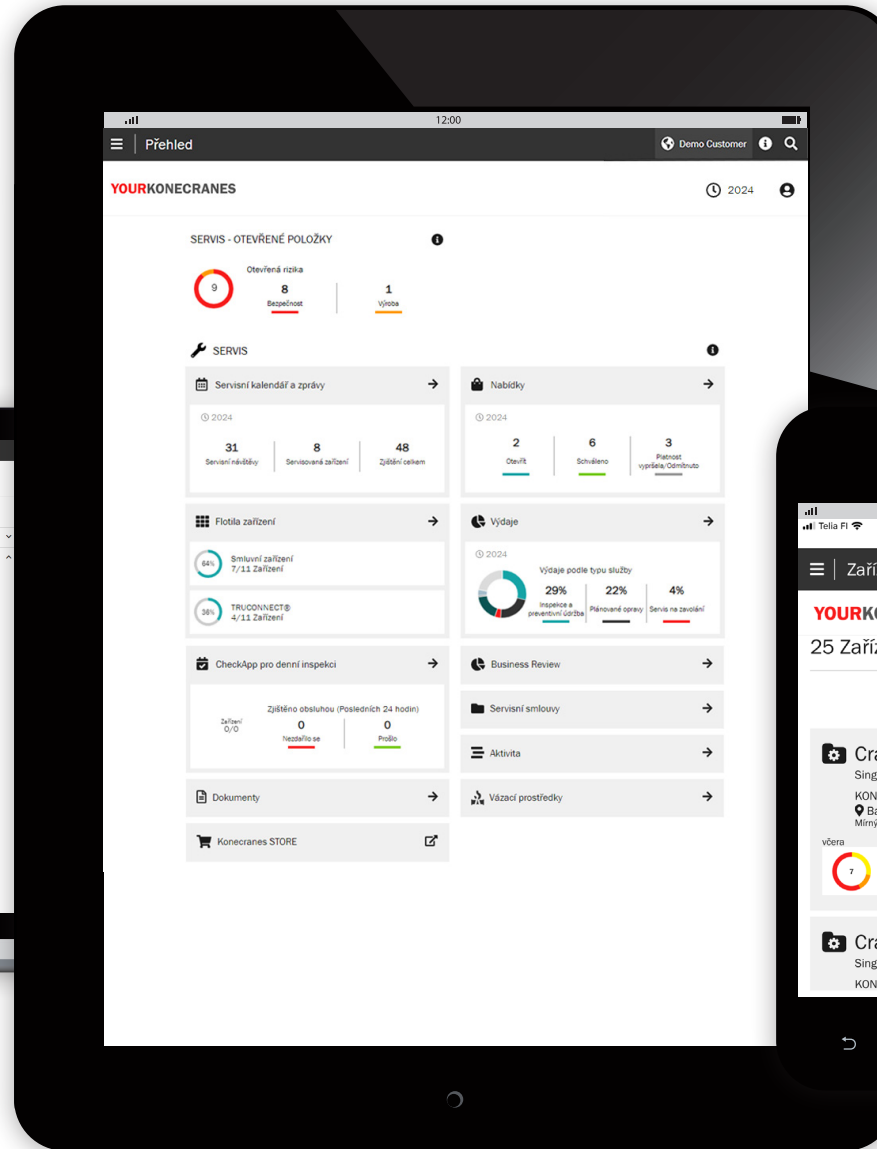 12:00
Přehled
Demo Customer
YOURKONECRANES
2024
SERVIS - OTEVŘENÉ POLOŽKY
9
Otevřená rizika
8
Bezpečnost
1
Výroba
SERVIS
Servisní kalendář a zprávy
2024
31
Servisní návštěvy
8
Servisovaná zařízení
48
Zjištění celkem
Nabídky
2024
2
Otevřít
6
Schváleno
3
Platnost
vypršela/Odmítnuto
Flotila zařízení
64%
Smluvní zařízení
7/11 Zařízení
36%
TRUCONNECT®
4/11 Zařízení
Výdaje
2024
Výdaje podle typu služby
29%
Inspekce a
preventivní údržba
22%
Plánované opravy
4%
Servis na zavolání
CheckApp pro denní inspekci
Zjištěno obsluhou (Posledních 24 hodin)
Zařízení
0/0
0
Nezdařilo se
0
Prošlo
Business Review
Servisní smlouvy
Aktivita
Dokumenty
Vázací prostředky
Konecranes STORE
Telia FI
Zaří
YOURKO
25 Zaříz
Cra
Sing
KON
Ba
Mírný
včera
7
Cra
Sing
KON